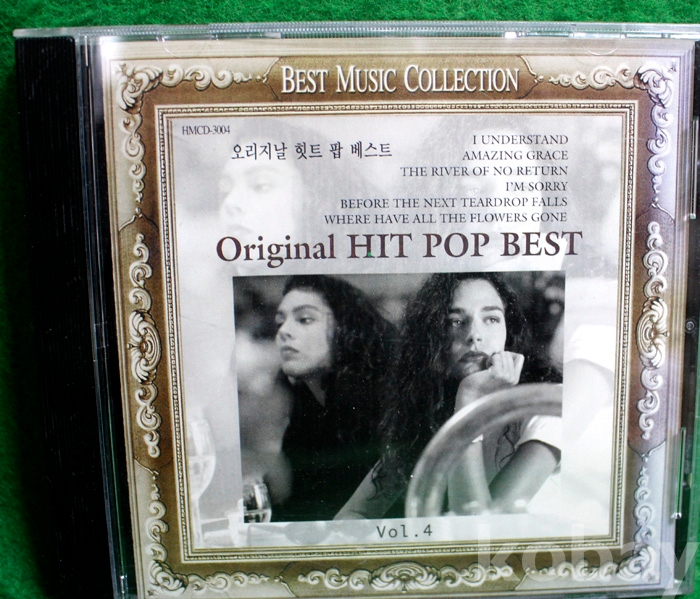 BEST MUSIC COLLECTION
HMCD-3004
오리지날 힛트 팝 베스트
I UNDERSTAND
AMAZING GRACE
THE RIVER OF NO RETURN
I'M SORRY
BEFORE THE NEXT TEARDROP FALLS
WHERE HAVE ALL THE FLOWERS GONE
Original HIT POP BEST
Vol.4
kobay